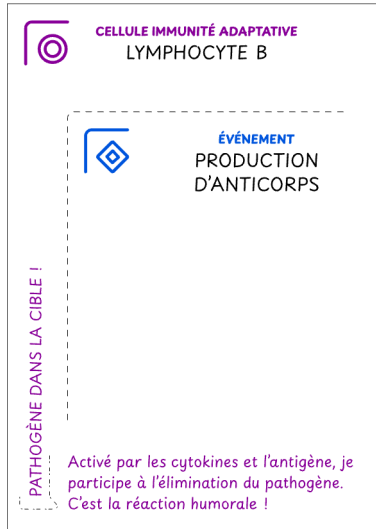 CELLULE IMMUNITÉ ADAPTATIVE
LYMPHOCYTE B
ÉVÉNEMENT
PRODUCTION
D'ANTICORPS
PATHOGÈNE DANS LA CIBLE !
Activé par les cytokines et l'antigène, je
participe à l'élimination du pathogène.
C'est la réaction humorale !